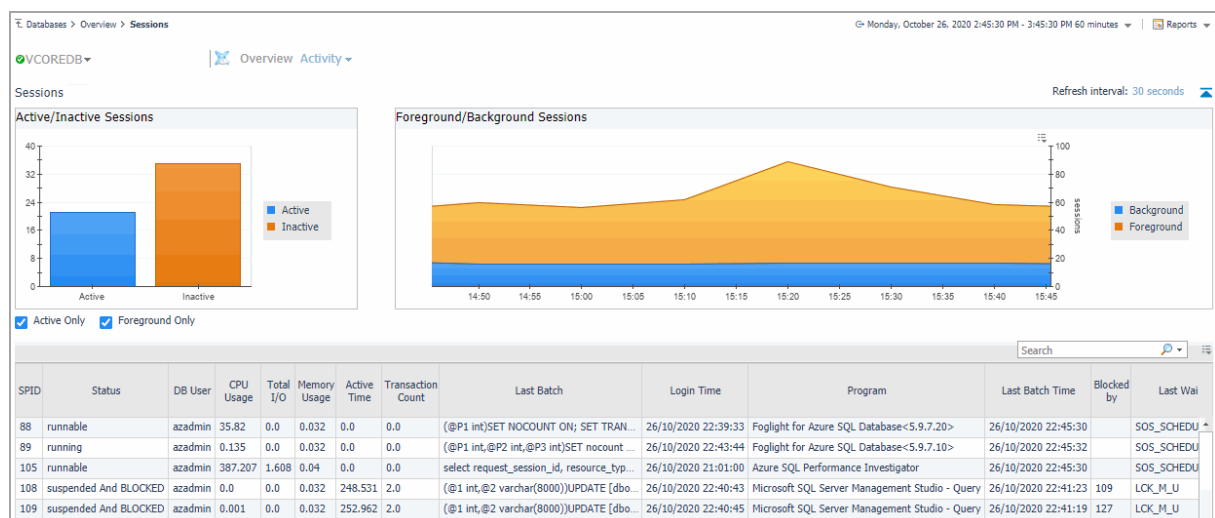 Databases > Overview > Sessions
Monday, October 26, 2020 2:45:30 PM - 3:45:30 PM 60 minutes
Reports
VCOREDB
Overview Activity
Sessions
Refresh interval: 30 seconds
Active/Inactive Sessions
Foreground/Background Sessions
40
32
24
16
8
0
Active
Inactive
Active
Inactive
100
80
60
40
20
0
sessions
Background
Foreground
14:50 14:55 15:00 15:05 15:10 15:15 15:20 15:25 15:30 15:35 15:40 15:45
Active Only Foreground Only
Search
SPID Status DB User CPU Usage Total I/O Memory Usage Active Time Transaction Count Last Batch Login Time Program Last Batch Time Blocked by Last Wai
88 runnable azadmin 35.82 0.0 0.032 0.0 0.0 (@P1 int)SET NOCOUNT ON; SET TRAN... 26/10/2020 22:39:33 Foglight for Azure SQL Database<5.9.7.20> 26/10/2020 22:45:30 SOS_SCHEDU
89 running azadmin 0.135 0.0 0.032 0.0 0.0 (@P1 int,@P2 int,@P3 int)SET nocount ... 26/10/2020 22:43:44 Foglight for Azure SQL Database<5.9.7.10> 26/10/2020 22:45:30 SOS_SCHEDU
105 runnable azadmin 387.207 1.608 0.04 0.0 0.0 select request_session_id, resource_typ... 26/10/2020 21:01:00 Azure SQL Performance Investigator 26/10/2020 22:45:32 SOS_SCHEDU
108 suspended And BLOCKED azadmin 0.0 0.0 0.032 248.531 2.0 (@1 int,@2 varchar(8000))UPDATE [dbo... 26/10/2020 22:40:43 Microsoft SQL Server Management Studio - Query 26/10/2020 22:41:23 109 LCK_M_U
109 suspended And BLOCKED azadmin 0.001 0.0 0.032 252.962 2.0 (@1 int,@2 varchar(8000))UPDATE [dbo... 26/10/2020 22:40:45 Microsoft SQL Server Management Studio - Query 26/10/2020 22:41:19 127 LCK_M_U